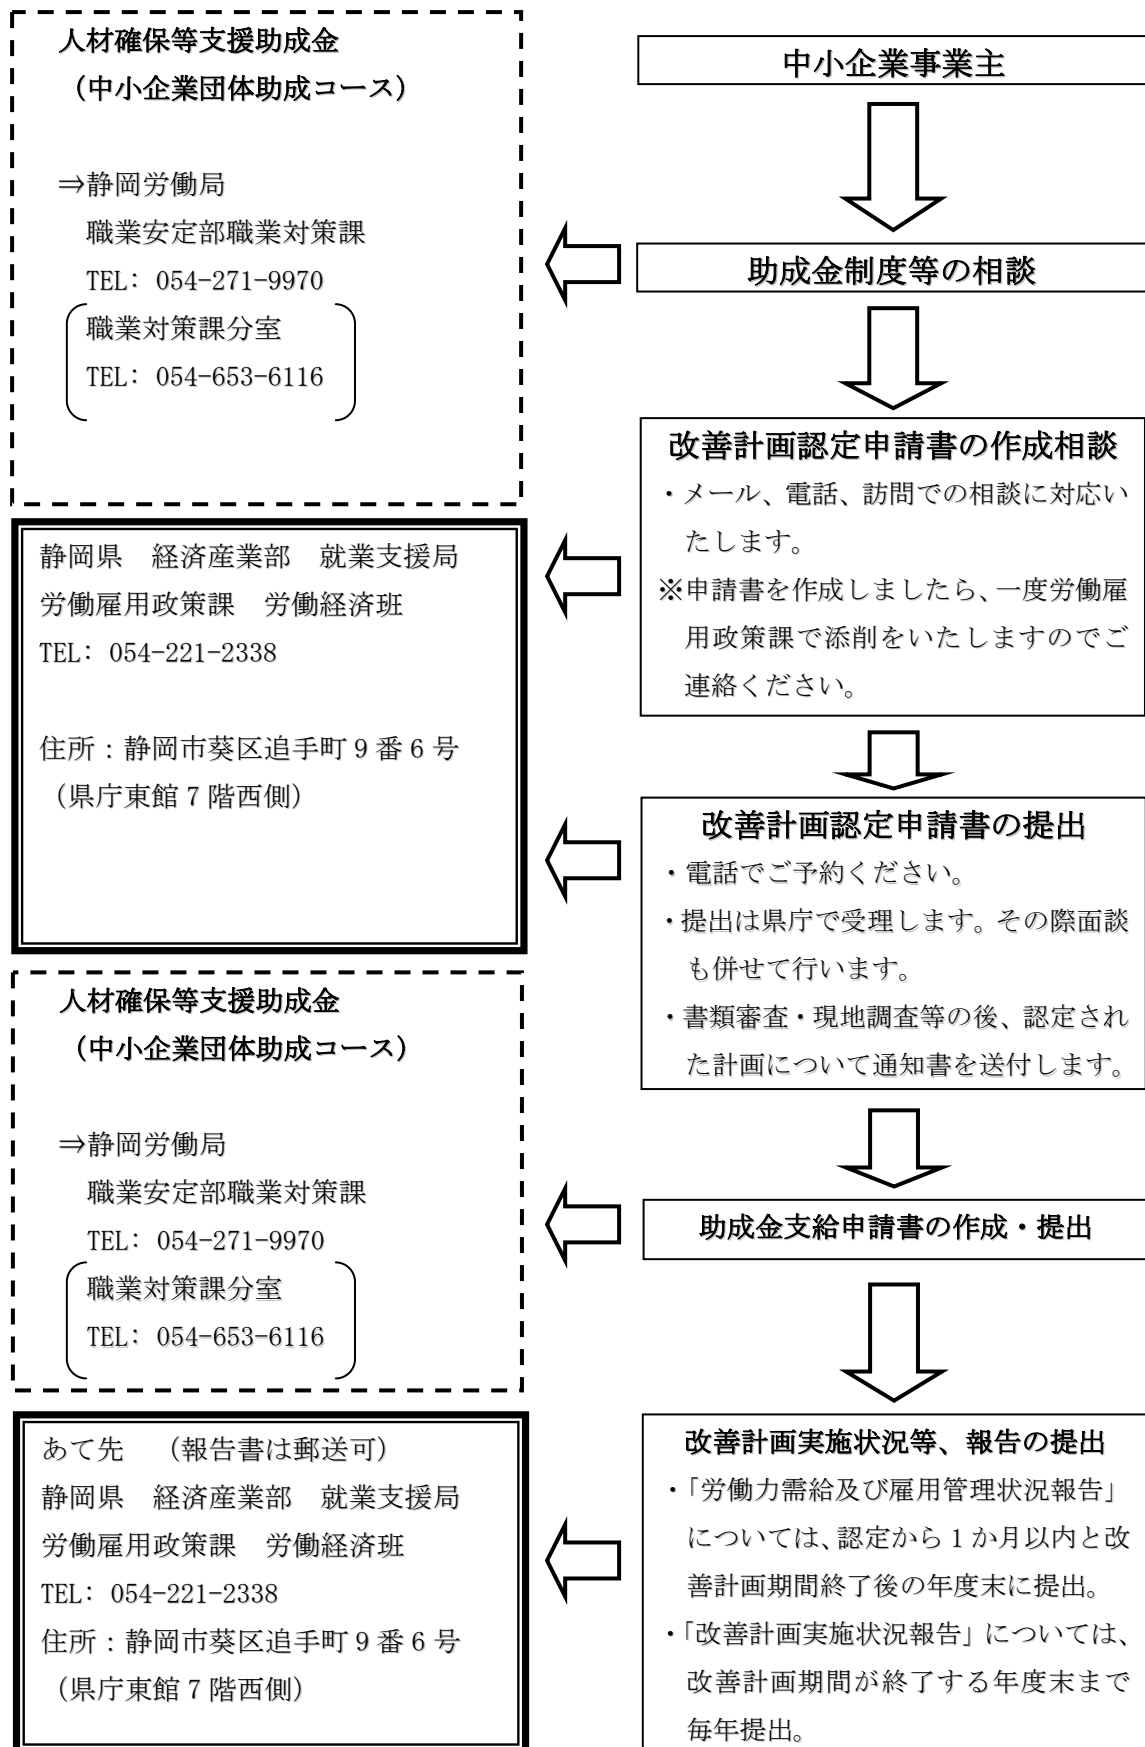 人材確保等支援助成金
（中小企業団体助成コース）
⇒静岡労働局
職業安定部職業対策課
TEL: 054-271-9970
職業対策課分室
TEL: 054-653-6116
静岡県　経済産業部　就業支援局
労働雇用政策課　労働経済班
TEL: 054-221-2338
住所：静岡市葵区追手町9番6号
（県庁東館7階西側）
人材確保等支援助成金
（中小企業団体助成コース）
⇒静岡労働局
職業安定部職業対策課
TEL: 054-271-9970
職業対策課分室
TEL: 054-653-6116
あて先　（報告書は郵送可）
静岡県　経済産業部　就業支援局
労働雇用政策課　労働経済班
TEL: 054-221-2338
住所：静岡市葵区追手町9番6号
（県庁東館7階西側）
中小企業事業主
助成金制度等の相談
改善計画認定申請書の作成相談
・メール、電話、訪問での相談に対応い
たします。
※申請書を作成しましたら、一度労働雇
用政策課で添削をいたしますのでご
連絡ください。
改善計画認定申請書の提出
・電話でご予約ください。
・提出は県庁で受理します。その際面談
も併せて行います。
・書類審査・現地調査等の後、認定され
た計画について通知書を送付します。
助成金支給申請書の作成・提出
改善計画実施状況等、報告の提出
・「労働力需給及び雇用管理状況報告」
については、認定から1か月以内と改
善計画期間終了後の年度末に提出。
・「改善計画実施状況報告」については、
改善計画期間が終了する年度末まで
毎年提出。